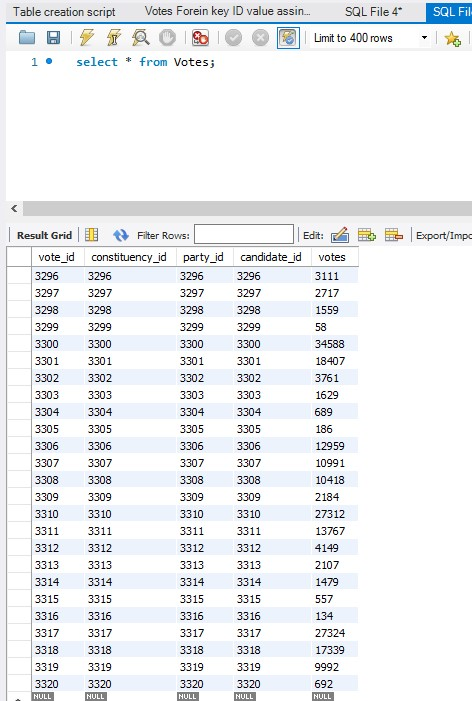 Table creation script Votes Forein key ID value assin... SQL File 4* SQL Fil
Limit to 400 rows
1 select * from Votes;
Result Grid Filter Rows: Edit: Export/Impo
vote_id constituency_id party_id candidate_id votes
3296 3296 3296 3296 3111
3297 3297 3297 3297 2717
3298 3298 3298 3298 1559
3299 3299 3299 3299 58
3300 3300 3300 3300 34588
3301 3301 3301 3301 18407
3302 3302 3302 3302 3761
3303 3303 3303 3303 1629
3304 3304 3304 3304 689
3305 3305 3305 3305 186
3306 3306 3306 3306 12959
3307 3307 3307 3307 10991
3308 3308 3308 3308 10418
3309 3309 3309 3309 2184
3310 3310 3310 3310 27312
3311 3311 3311 3311 13767
3312 3312 3312 3312 4149
3313 3313 3313 3313 2107
3314 3314 3314 3314 1479
3315 3315 3315 3315 557
3316 3316 3316 3316 134
3317 3317 3317 3317 27324
3318 3318 3318 3318 17339
3319 3319 3319 3319 9992
3320 3320 3320 3320 692
NULL NULL NULL NULL NULL